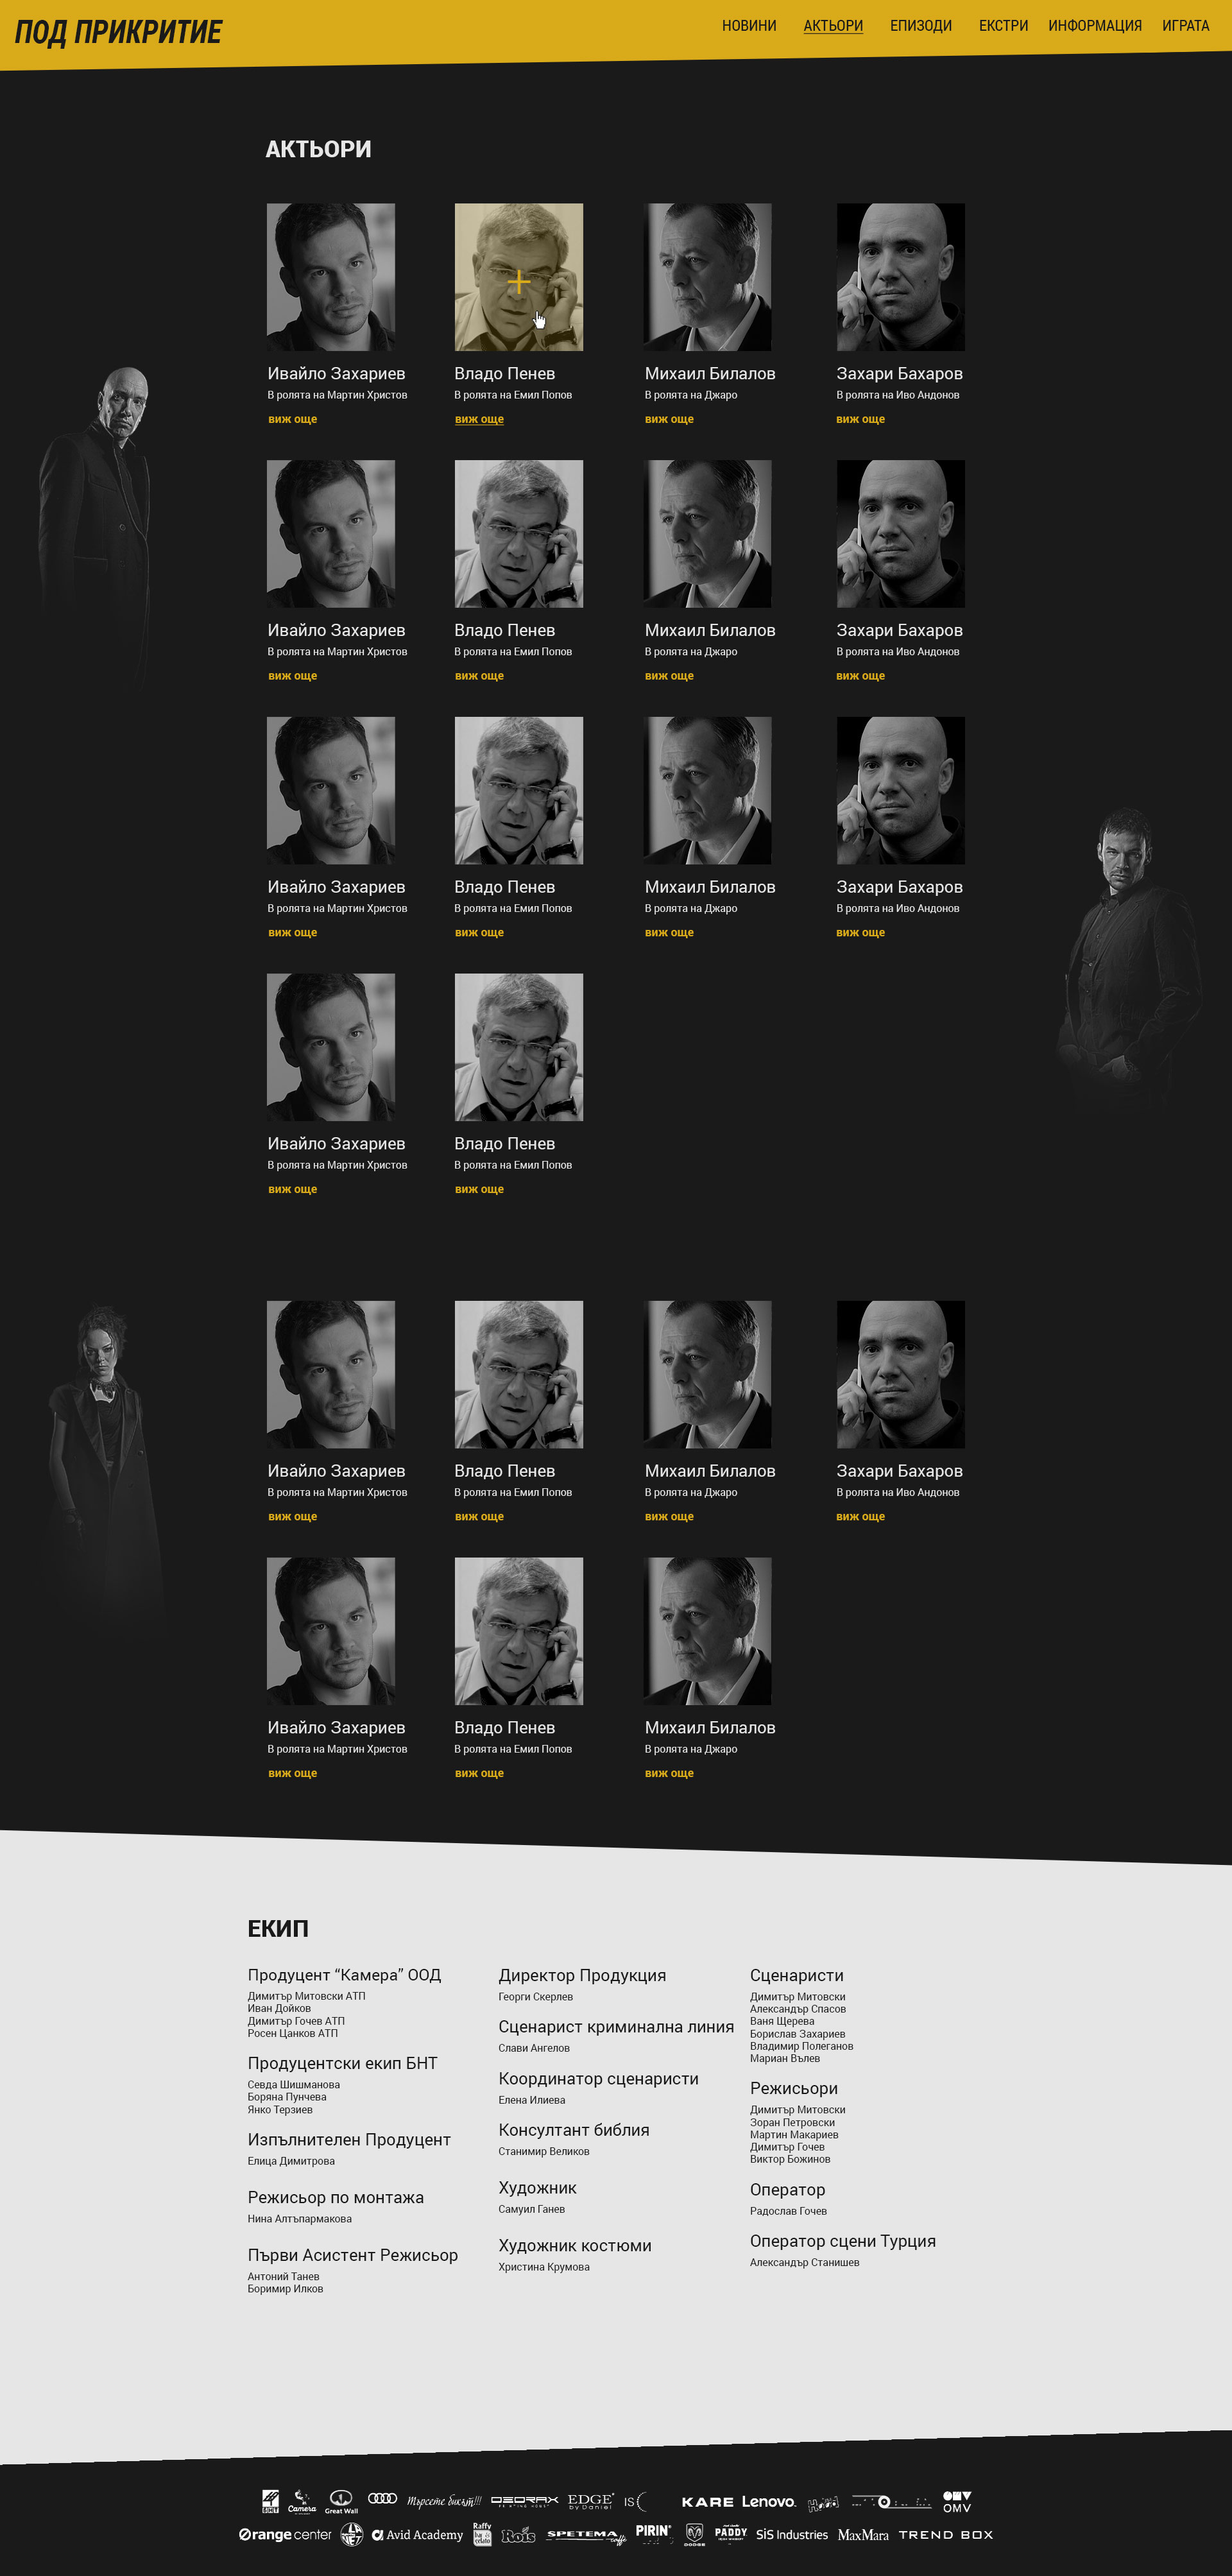 ПОД ПРИКРИТИЕ
НОВИНИ АКТЬОРИ ЕПИЗОДИ ЕКСТРИ ИНФОРМАЦИЯ ИГРАТА
АКТЬОРИ
Ивайло Захариев Владо Пенев Михаил Билалов Захари Бахаров
В ролята на Мартин Христов В ролята на Емил Попов В ролята на Джаро В ролята на Иво Андонов
виж още виж още виж още виж още
Ивайло Захариев Владо Пенев Михаил Билалов Захари Бахаров
В ролята на Мартин Христов В ролята на Емил Попов В ролята на Джаро В ролята на Иво Андонов
виж още виж още виж още виж още
Ивайло Захариев Владо Пенев Михаил Билалов Захари Бахаров
В ролята на Мартин Христов В ролята на Емил Попов В ролята на Джаро В ролята на Иво Андонов
виж още виж още виж още виж още
Ивайло Захариев Владо Пенев
В ролята на Мартин Христов В ролята на Емил Попов
виж още виж още
Ивайло Захариев Владо Пенев Михаил Билалов Захари Бахаров
В ролята на Мартин Христов В ролята на Емил Попов В ролята на Джаро В ролята на Иво Андонов
виж още виж още виж още виж още
Ивайло Захариев Владо Пенев Михаил Билалов
В ролята на Мартин Христов В ролята на Емил Попов В ролята на Джаро
виж още виж още виж още
ЕКИП
Продуцент “Камера” ООД
Димитър Митовски АТП
Иван Дойков
Димитър Гочев АТП
Росен Цанков АТП
Продуцентски екип БНТ
Севда Шишманова
Боряна Пунчева
Янко Терзиев
Изпълнителен Продуцент
Елица Димитрова
Режисьор по монтажа
Нина Алтъпармакова
Първи Асистент Режисьор
Антоний Танев
Боримир Илков
Директор Продукция
Георги Скерлев
Сценарист криминална линия
Слави Ангелов
Координатор сценаристи
Елена Илиева
Консултант библия
Станимир Великов
Художник
Самуил Ганев
Художник костюми
Христина Крумова
Сценаристи
Димитър Митовски
Александър Спасов
Ваня Щерева
Борислав Захариев
Владимир Полеганов
Мариан Вълев
Режисьори
Димитър Митовски
Зоран Петровски
Мартин Макариев
Димитър Гочев
Виктор Божинов
Оператор
Радослав Гочев
Оператор сцени Турция
Александър Станишев
БНТ Camera Great Wall Търсете бикът!!! DEORAX EDGE by Daniel IS KARE Lenovo. OMV
Orange center Avid Academy Raffy Rois SPETEMA caffè PIRIN DODGE PADDY SiS Industries MaxMara TREND BOX